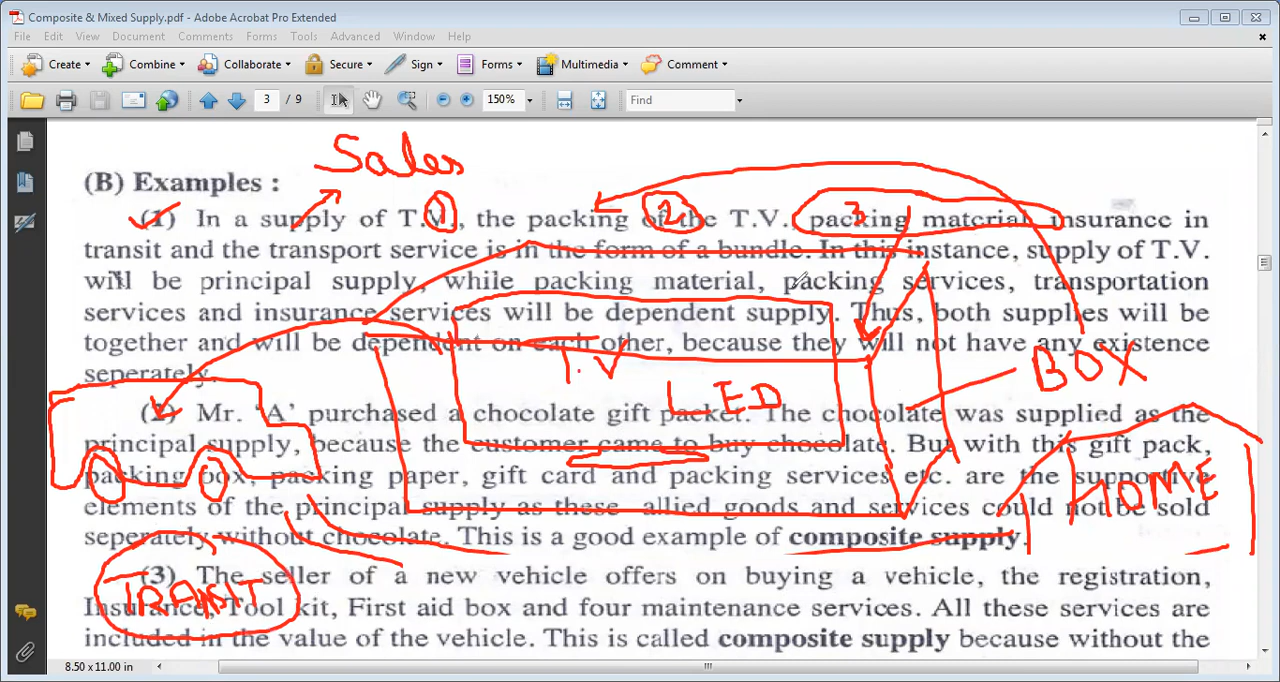 Composite & Mixed Supply.pdf - Adobe Acrobat Pro Extended
File Edit View Document Comments Forms Tools Advanced Window Help
Create Combine Collaborate Secure Sign Forms Multimedia Comment
3 / 9 150% Find
Sales
(B) Examples :
(1) In a supply of T.V., the packing of the T.V., packing material, insurance in
1 2 3
transit and the transport service is in the form of a bundle. In this instance, supply of T.V.
will be principal supply, while packing material, packing services, transportation
services and insurance services will be dependent supply. Thus, both supplies will be
together and will be dependent on each other, because they will not have any existence
seperately.
T.V
LED
BOX
(2) Mr. 'A' purchased a chocolate gift packet. The chocolate was supplied as the
principal supply, because the customer came to buy chocolate. But with this gift pack,
packing box, packing paper, gift card and packing services etc. are the supportive
elements of the principal supply as these allied goods and services could not be sold
seperately without chocolate. This is a good example of composite supply.
HOME
TRANSIT
(3) The seller of a new vehicle offers on buying a vehicle, the registration,
Insurance, Tool kit, First aid box and four maintenance services. All these services are
included in the value of the vehicle. This is called composite supply because without the
8.50 x 11.00 in